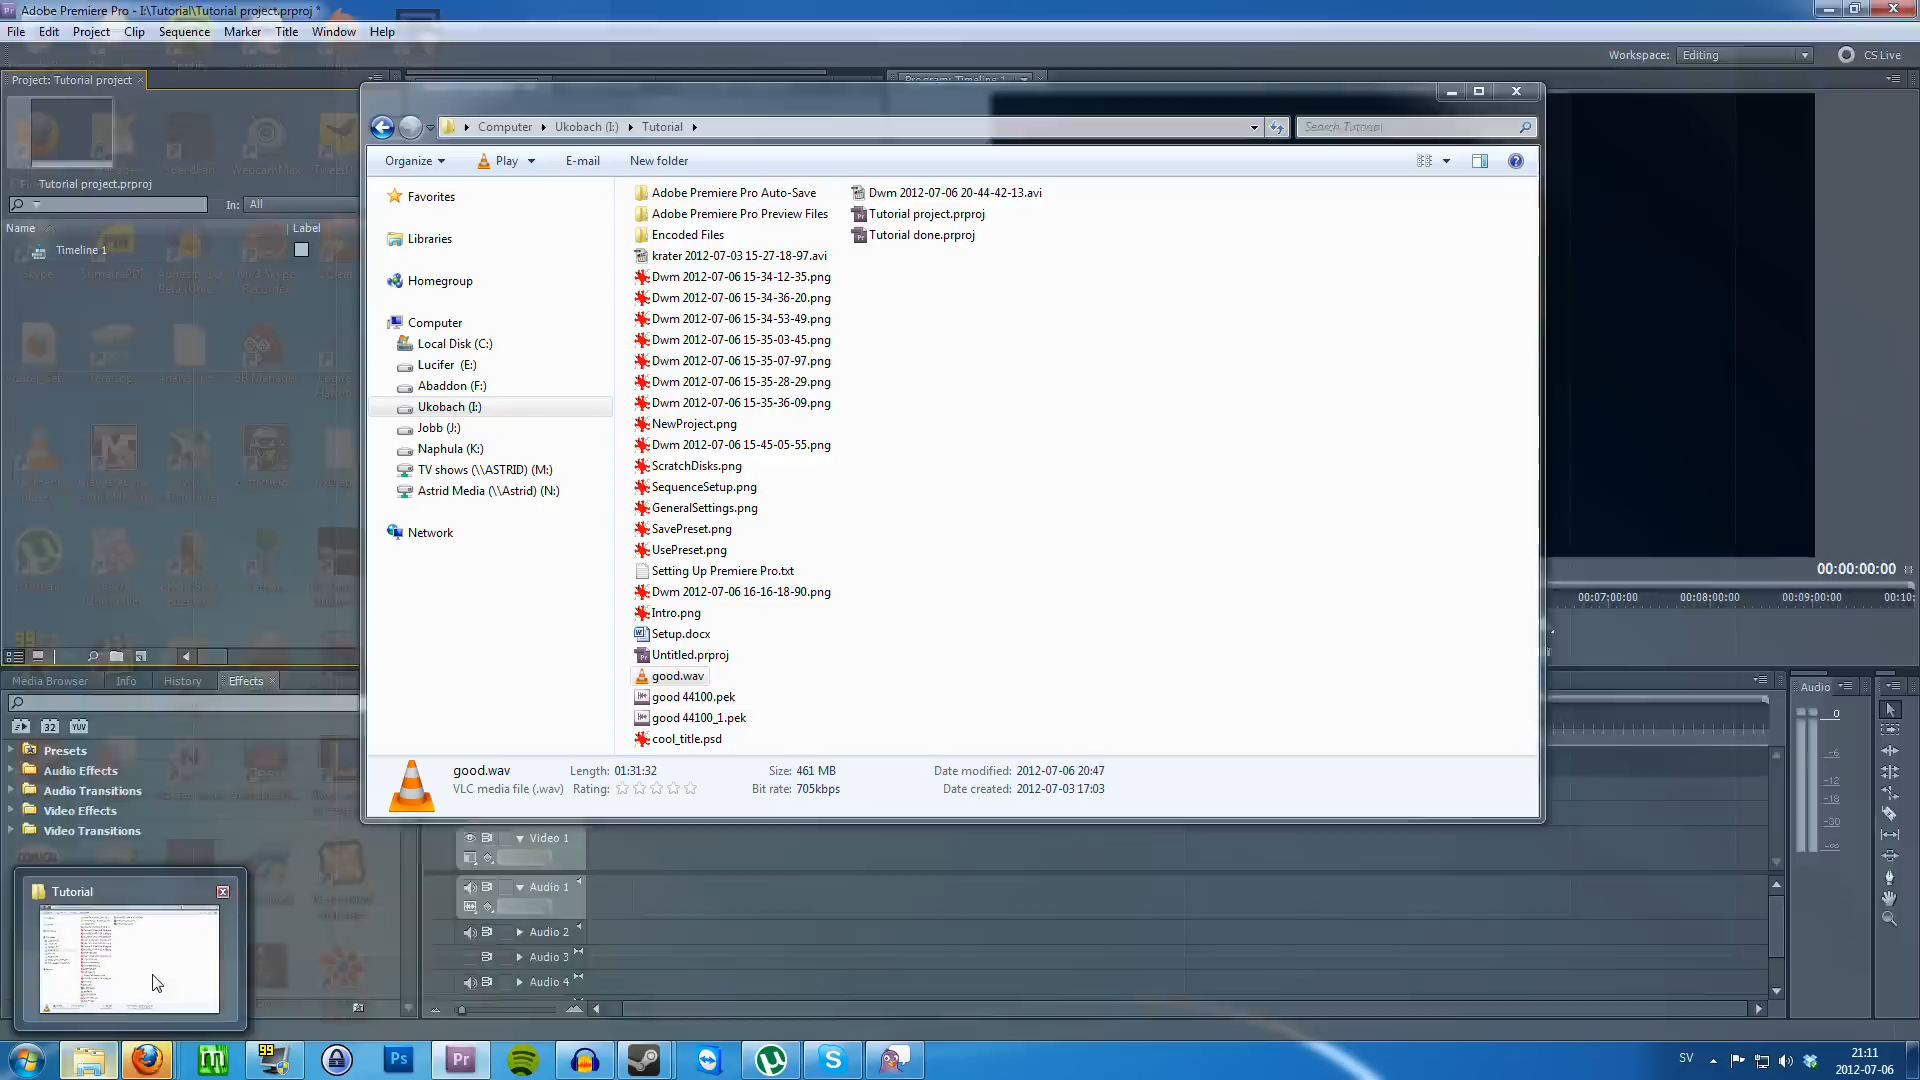 Adobe Premiere Pro - I:\Tutorial\Tutorial project.prproj *
File Edit Project Clip Sequence Marker Title Window Help
Workspace: Editing CS Live
Project: Tutorial project
Program: Timeline 1
Tutorial project.prproj
In: All
Name Label
Timeline 1
Computer Ukobach (I:) Tutorial
Search Tutorial
Organize Play E-mail New folder
Favorites
Libraries
Homegroup
Computer
Local Disk (C:)
Lucifer (E:)
Abaddon (F:)
Ukobach (I:)
Jobb (J:)
Naphula (K:)
TV shows (\\ASTRID) (M:)
Astrid Media (\\Astrid) (N:)
Network
Adobe Premiere Pro Auto-Save
Adobe Premiere Pro Preview Files
Encoded Files
krater 2012-07-03 15-27-18-97.avi
Dwm 2012-07-06 15-34-12-35.png
Dwm 2012-07-06 15-34-36-20.png
Dwm 2012-07-06 15-34-53-49.png
Dwm 2012-07-06 15-35-03-45.png
Dwm 2012-07-06 15-35-07-97.png
Dwm 2012-07-06 15-35-28-29.png
Dwm 2012-07-06 15-35-36-09.png
NewProject.png
Dwm 2012-07-06 15-45-05-55.png
ScratchDisks.png
SequenceSetup.png
GeneralSettings.png
SavePreset.png
UsePreset.png
Setting Up Premiere Pro.txt
Dwm 2012-07-06 16-16-18-90.png
Intro.png
Setup.docx
Untitled.prproj
good.wav
good 44100.pek
good 44100_1.pek
cool_title.psd
Dwm 2012-07-06 20-44-42-13.avi
Tutorial project.prproj
Tutorial done.prproj
good.wav Length: 01:31:32 Size: 461 MB Date modified: 2012-07-06 20:47
VLC media file (.wav) Rating: Bit rate: 705kbps Date created: 2012-07-03 17:03
00:00:00:00
00:07:00:00 00:08:00:00 00:09:00:00 00:10:
Media Browser Info History Effects
32 YUV
Presets
Audio Effects
Audio Transitions
Video Effects
Video Transitions
Video 1
Audio 1
Audio 2
Audio 3
Audio 4
Audio
0
-6
-12
-18
-30
-∞
Tutorial
99
Ps
Pr
SV
21:11
2012-07-06